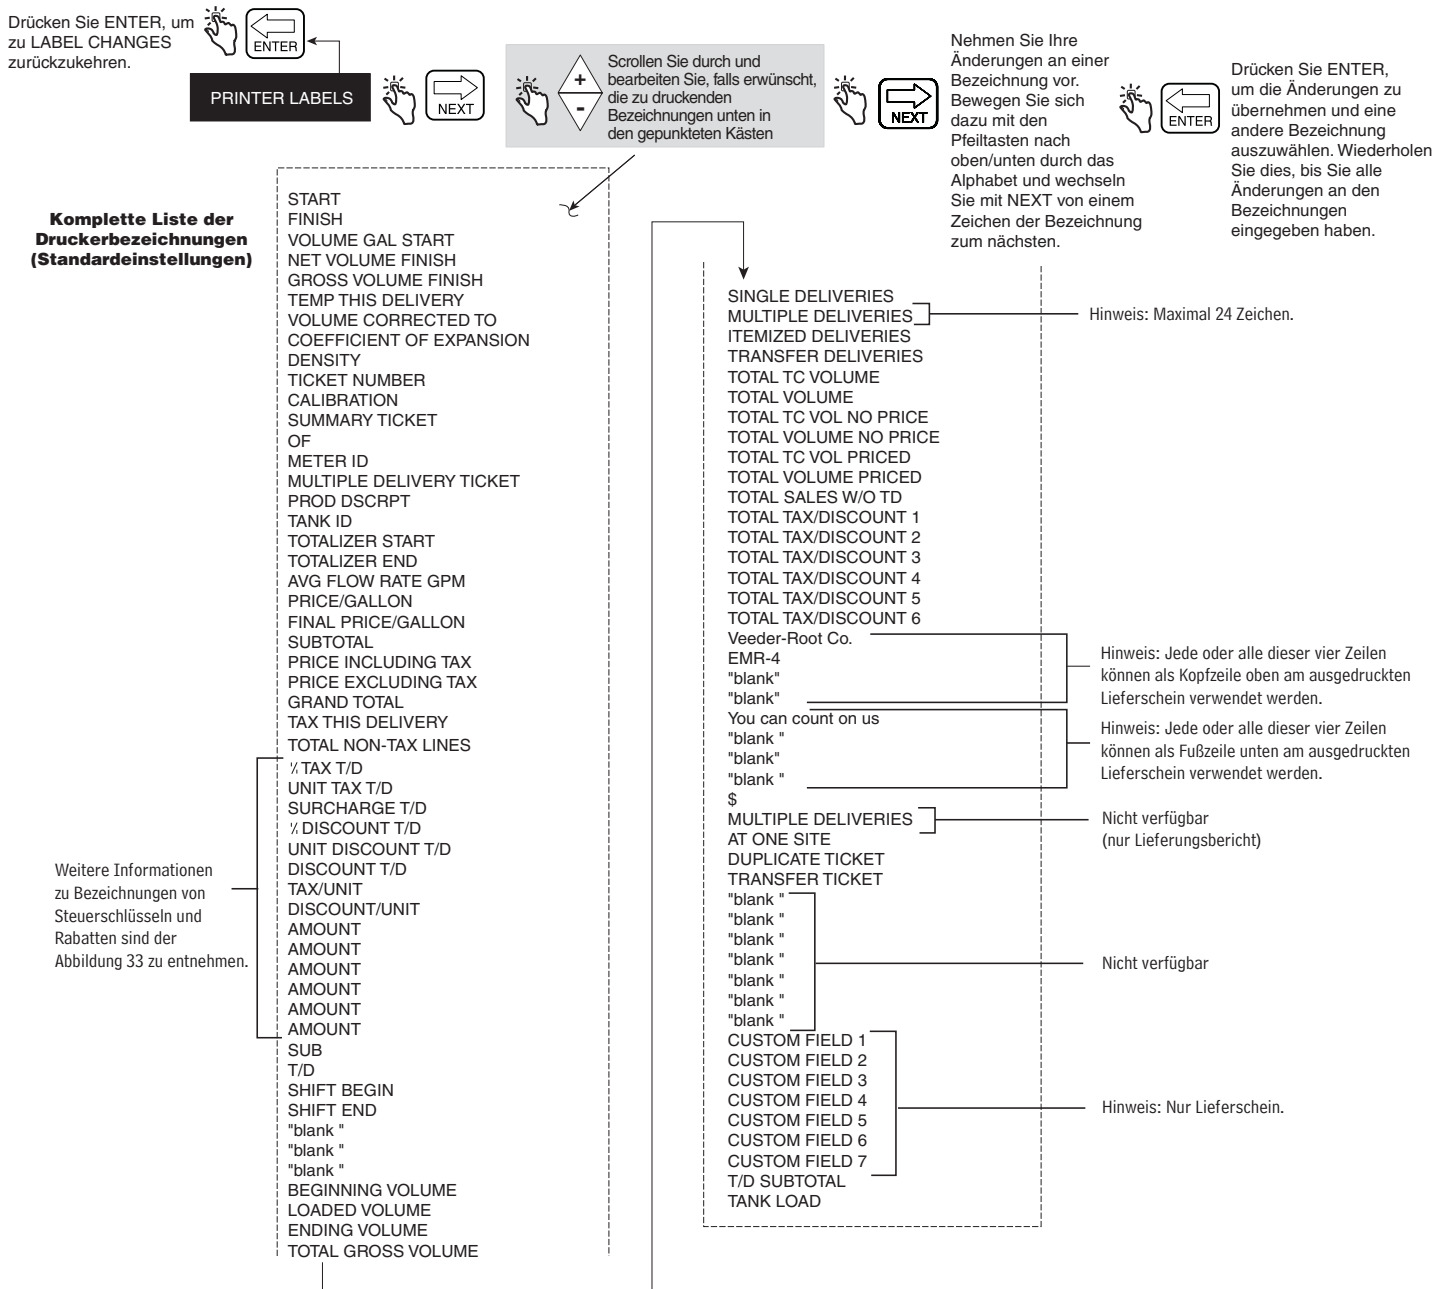 Drücken Sie ENTER, um
zu LABEL CHANGES
zurückzukehren.
ENTER
PRINTER LABELS
NEXT
+
-
Scrollen Sie durch und
bearbeiten Sie, falls erwünscht,
die zu druckenden
Bezeichnungen unten in
den gepunkteten Kästen
NEXT
Nehmen Sie Ihre
Änderungen an einer
Bezeichnung vor.
Bewegen Sie sich
dazu mit den
Pfeiltasten nach
oben/unten durch das
Alphabet und wechseln
Sie mit NEXT von einem
Zeichen der Bezeichnung
zum nächsten.
ENTER
Drücken Sie ENTER,
um die Änderungen zu
übernehmen und eine
andere Bezeichnung
auszuwählen. Wiederholen
Sie dies, bis Sie alle
Änderungen an den
Bezeichnungen
eingegeben haben.
Komplette Liste der
Druckerbezeichnungen
(Standardeinstellungen)
START
FINISH
VOLUME GAL START
NET VOLUME FINISH
GROSS VOLUME FINISH
TEMP THIS DELIVERY
VOLUME CORRECTED TO
COEFFICIENT OF EXPANSION
DENSITY
TICKET NUMBER
CALIBRATION
SUMMARY TICKET
OF
METER ID
MULTIPLE DELIVERY TICKET
PROD DSCRPT
TANK ID
TOTALIZER START
TOTALIZER END
AVG FLOW RATE GPM
PRICE/GALLON
FINAL PRICE/GALLON
SUBTOTAL
PRICE INCLUDING TAX
PRICE EXCLUDING TAX
GRAND TOTAL
TAX THIS DELIVERY
TOTAL NON-TAX LINES
% TAX T/D
UNIT TAX T/D
SURCHARGE T/D
% DISCOUNT T/D
UNIT DISCOUNT T/D
DISCOUNT T/D
TAX/UNIT
DISCOUNT/UNIT
AMOUNT
AMOUNT
AMOUNT
AMOUNT
AMOUNT
AMOUNT
SUB
T/D
SHIFT BEGIN
SHIFT END
"blank "
"blank "
"blank "
BEGINNING VOLUME
LOADED VOLUME
ENDING VOLUME
TOTAL GROSS VOLUME
Weitere Informationen
zu Bezeichnungen von
Steuerschlüsseln und
Rabatten sind der
Abbildung 33 zu entnehmen.
SINGLE DELIVERIES
MULTIPLE DELIVERIES
ITEMIZED DELIVERIES
TRANSFER DELIVERIES
TOTAL TC VOLUME
TOTAL VOLUME
TOTAL TC VOL NO PRICE
TOTAL VOLUME NO PRICE
TOTAL TC VOL PRICED
TOTAL VOLUME PRICED
TOTAL SALES W/O TD
TOTAL TAX/DISCOUNT 1
TOTAL TAX/DISCOUNT 2
TOTAL TAX/DISCOUNT 3
TOTAL TAX/DISCOUNT 4
TOTAL TAX/DISCOUNT 5
TOTAL TAX/DISCOUNT 6
Veeder-Root Co.
EMR-4
"blank"
"blank"
You can count on us
"blank "
"blank"
"blank "
$
MULTIPLE DELIVERIES
AT ONE SITE
DUPLICATE TICKET
TRANSFER TICKET
"blank "
"blank "
"blank "
"blank "
"blank "
"blank "
"blank "
CUSTOM FIELD 1
CUSTOM FIELD 2
CUSTOM FIELD 3
CUSTOM FIELD 4
CUSTOM FIELD 5
CUSTOM FIELD 6
CUSTOM FIELD 7
T/D SUBTOTAL
TANK LOAD
Hinweis: Maximal 24 Zeichen.
Hinweis: Jede oder alle dieser vier Zeilen
können als Kopfzeile oben am ausgedruckten
Lieferschein verwendet werden.
Hinweis: Jede oder alle dieser vier Zeilen
können als Fußzeile unten am ausgedruckten
Lieferschein verwendet werden.
Nicht verfügbar
(nur Lieferungsbericht)
Nicht verfügbar
Hinweis: Nur Lieferschein.